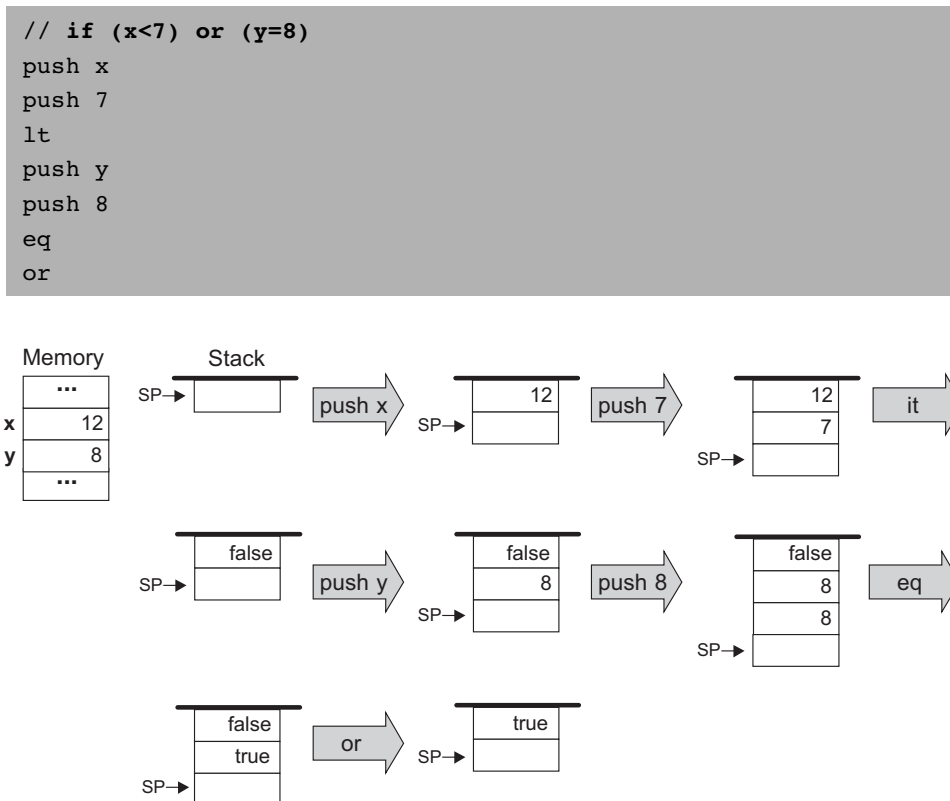 // if (x<7) or (y=8)
push x
push 7
lt
push y
push 8
eq
or
Memory
Stack
...
x 12
y 8
...
SP
push x
12
SP
push 7
12
7
SP
it
false
SP
push y
false
8
SP
push 8
false
8
8
SP
eq
false
true
SP
or
true
SP